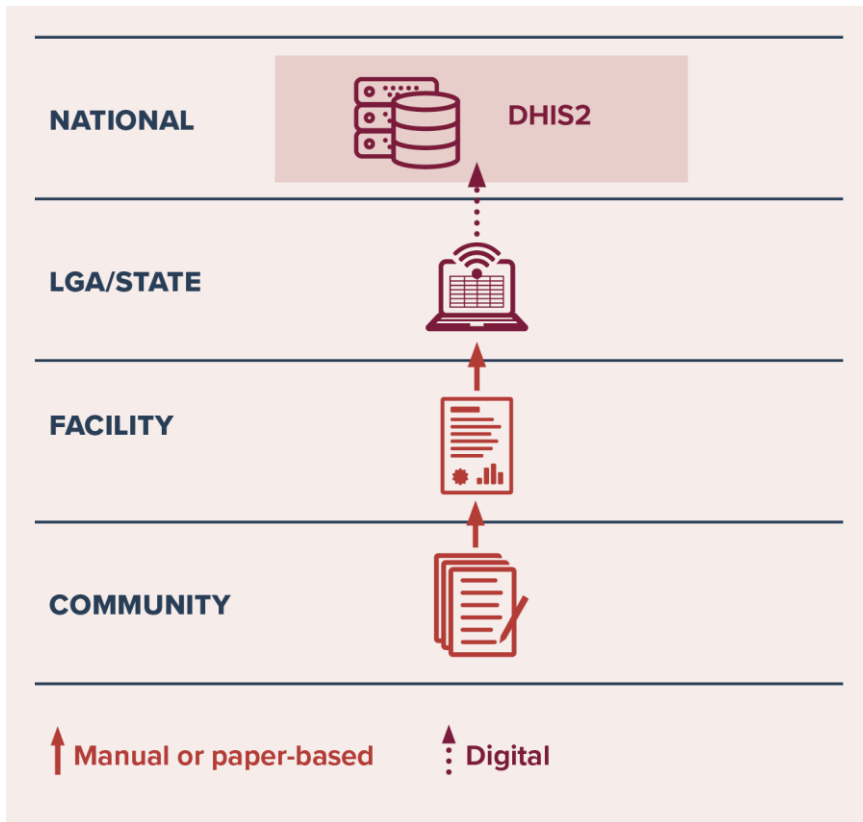 NATIONAL
DHIS2
LGA/STATE
FACILITY
COMMUNITY
Manual or paper-based
Digital